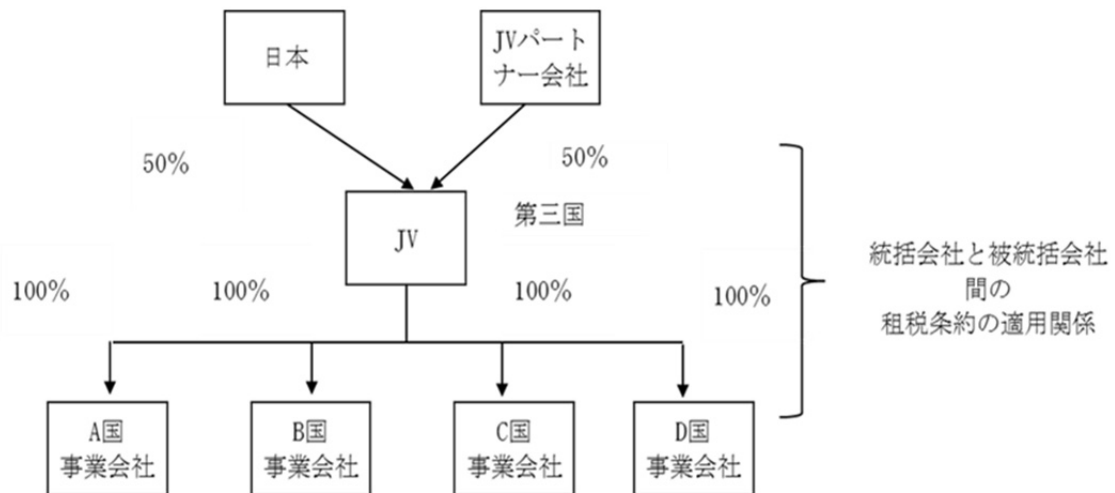 日本
JVパート
ナー会社
50%
50%
JV
第三国
100%
100%
100%
100%
統括会社と被統括会社
間の
租税条約の適用関係
A国
事業会社
B国
事業会社
C国
事業会社
D国
事業会社